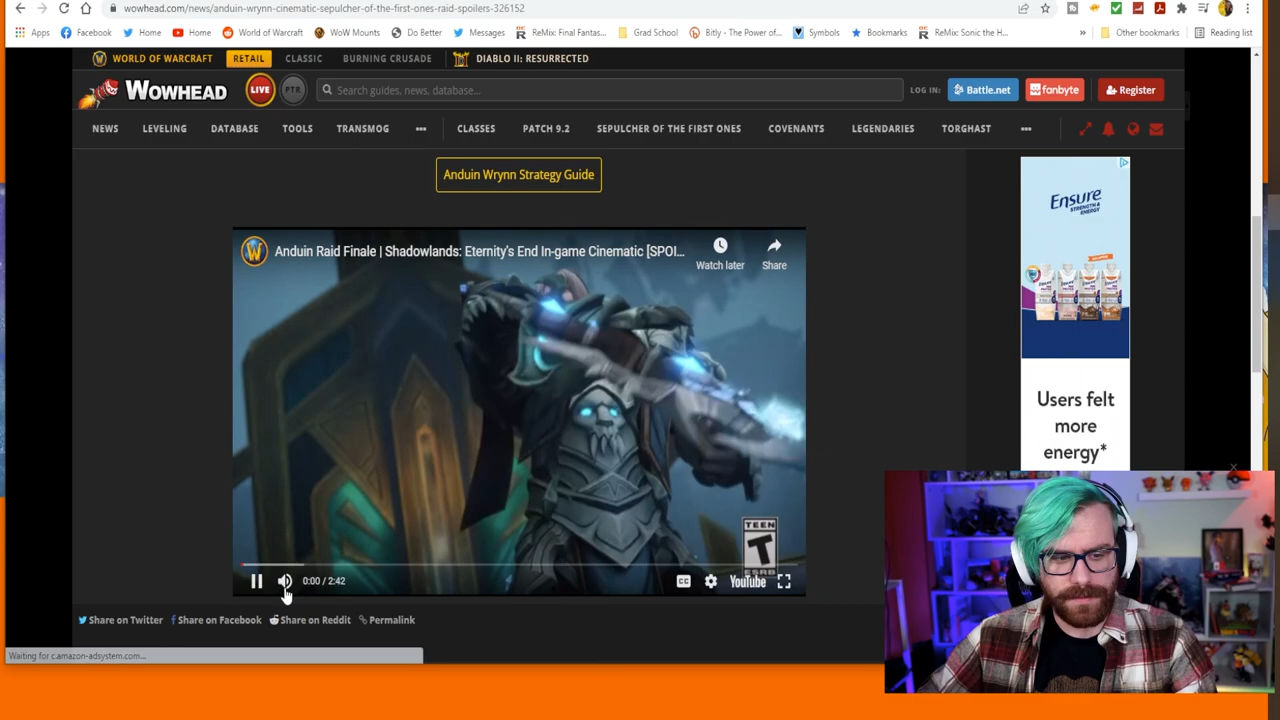 wowhead.com/news/anduin-wrynn-cinematic-sepulcher-of-the-first-ones-raid-spoilers-326152
Apps Facebook Home Home World of Warcraft WoW Mounts Do Better Messages ReMix: Final Fantas... Grad School Bitly - The Power of... Symbols Bookmarks ReMix: Sonic the H... » Other bookmarks Reading list
WORLD OF WARCRAFT RETAIL CLASSIC BURNING CRUSADE DIABLO II: RESURRECTED
WOWHEAD LIVE PTR Search guides, news, database... LOG IN: Battle.net fanbyte Register
NEWS LEVELING DATABASE TOOLS TRANSMOG ... CLASSES PATCH 9.2 SEPULCHER OF THE FIRST ONES COVENANTS LEGENDARIES TORGHAST ...
Anduin Wrynn Strategy Guide
Anduin Raid Finale | Shadowlands: Eternity's End In-game Cinematic [SPOI...
Watch later Share
Ensure
STRENGTH &
ENERGY
Users felt
more
energy*
TEEN
T
ESRB
0:00 / 2:42 CC YouTube
Share on Twitter Share on Facebook Share on Reddit Permalink
Waiting for c.amazon-adsystem.com...